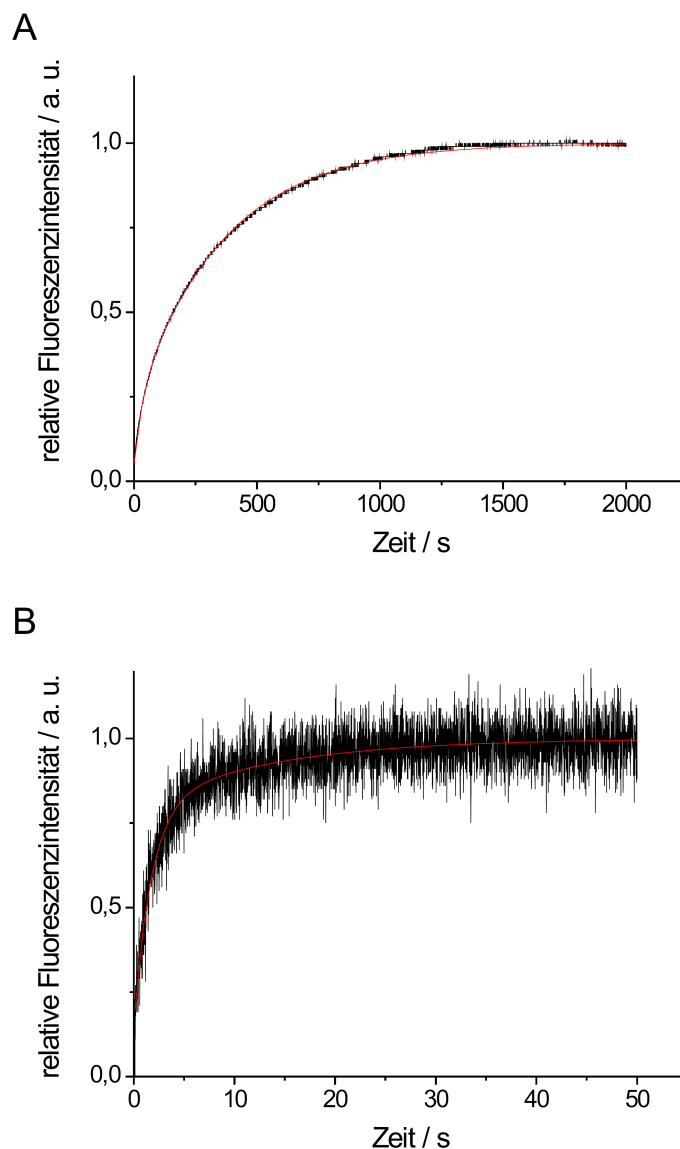 A
relative Fluoreszenzintensität / a. u.
1,0
0,5
0,0
0 500 1000 1500 2000
Zeit / s
B
relative Fluoreszenzintensität / a. u.
1,0
0,5
0,0
0 10 20 30 40 50
Zeit / s